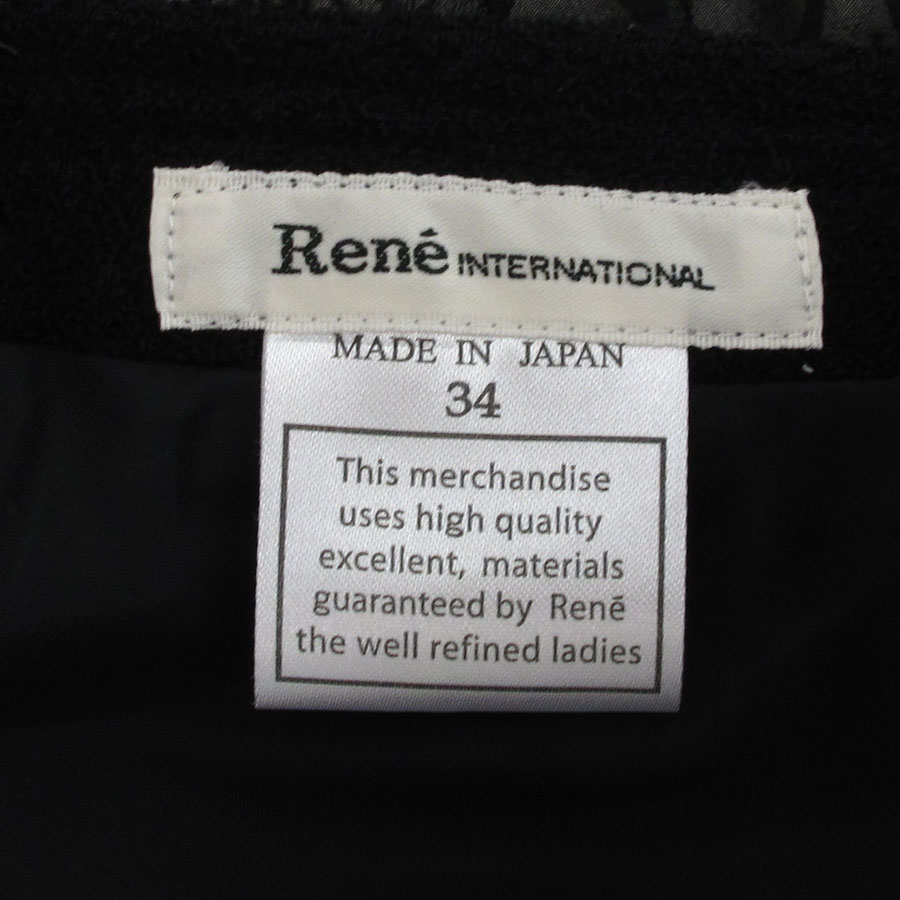 René INTERNATIONAL
MADE IN JAPAN
34
This merchandise
uses high quality
excellent, materials
guaranteed by René
the well refined ladies